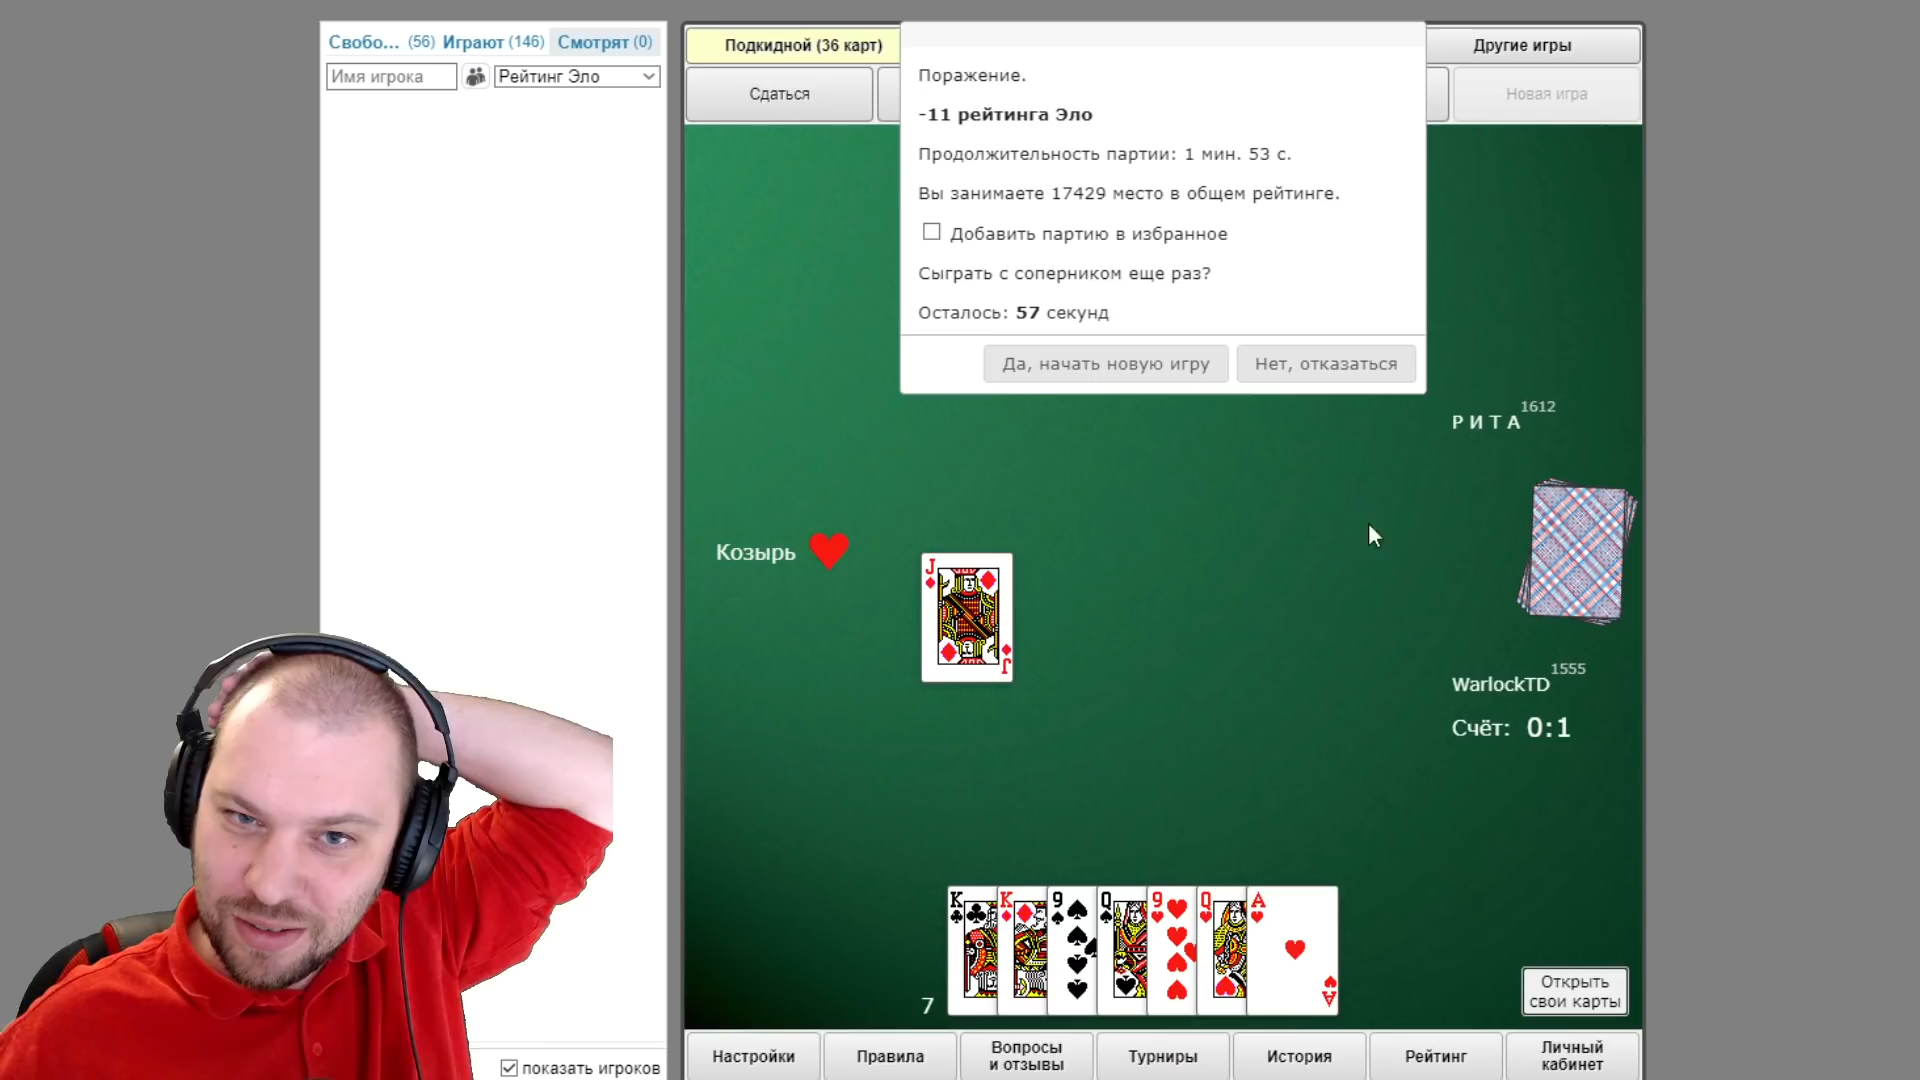 Свобо... (56) Играют (146) Смотрят (0)
Имя игрока
Рейтинг Эло
Подкидной (36 карт)
Другие игры
Сдаться
Новая игра
Поражение.
-11 рейтинга Эло
Продолжительность партии: 1 мин. 53 с.
Вы занимаете 17429 место в общем рейтинге.
Добавить партию в избранное
Сыграть с соперником еще раз?
Осталось: 57 секунд
Да, начать новую игру
Нет, отказаться
РИТА 1612
Козырь
J
J
WarlockTD 1555
Счёт: 0:1
K K 9 Q 9 Q A
A
7
Открыть
свои карты
показать игроков
Настройки
Правила
Вопросы
и отзывы
Турниры
История
Рейтинг
Личный
кабинет